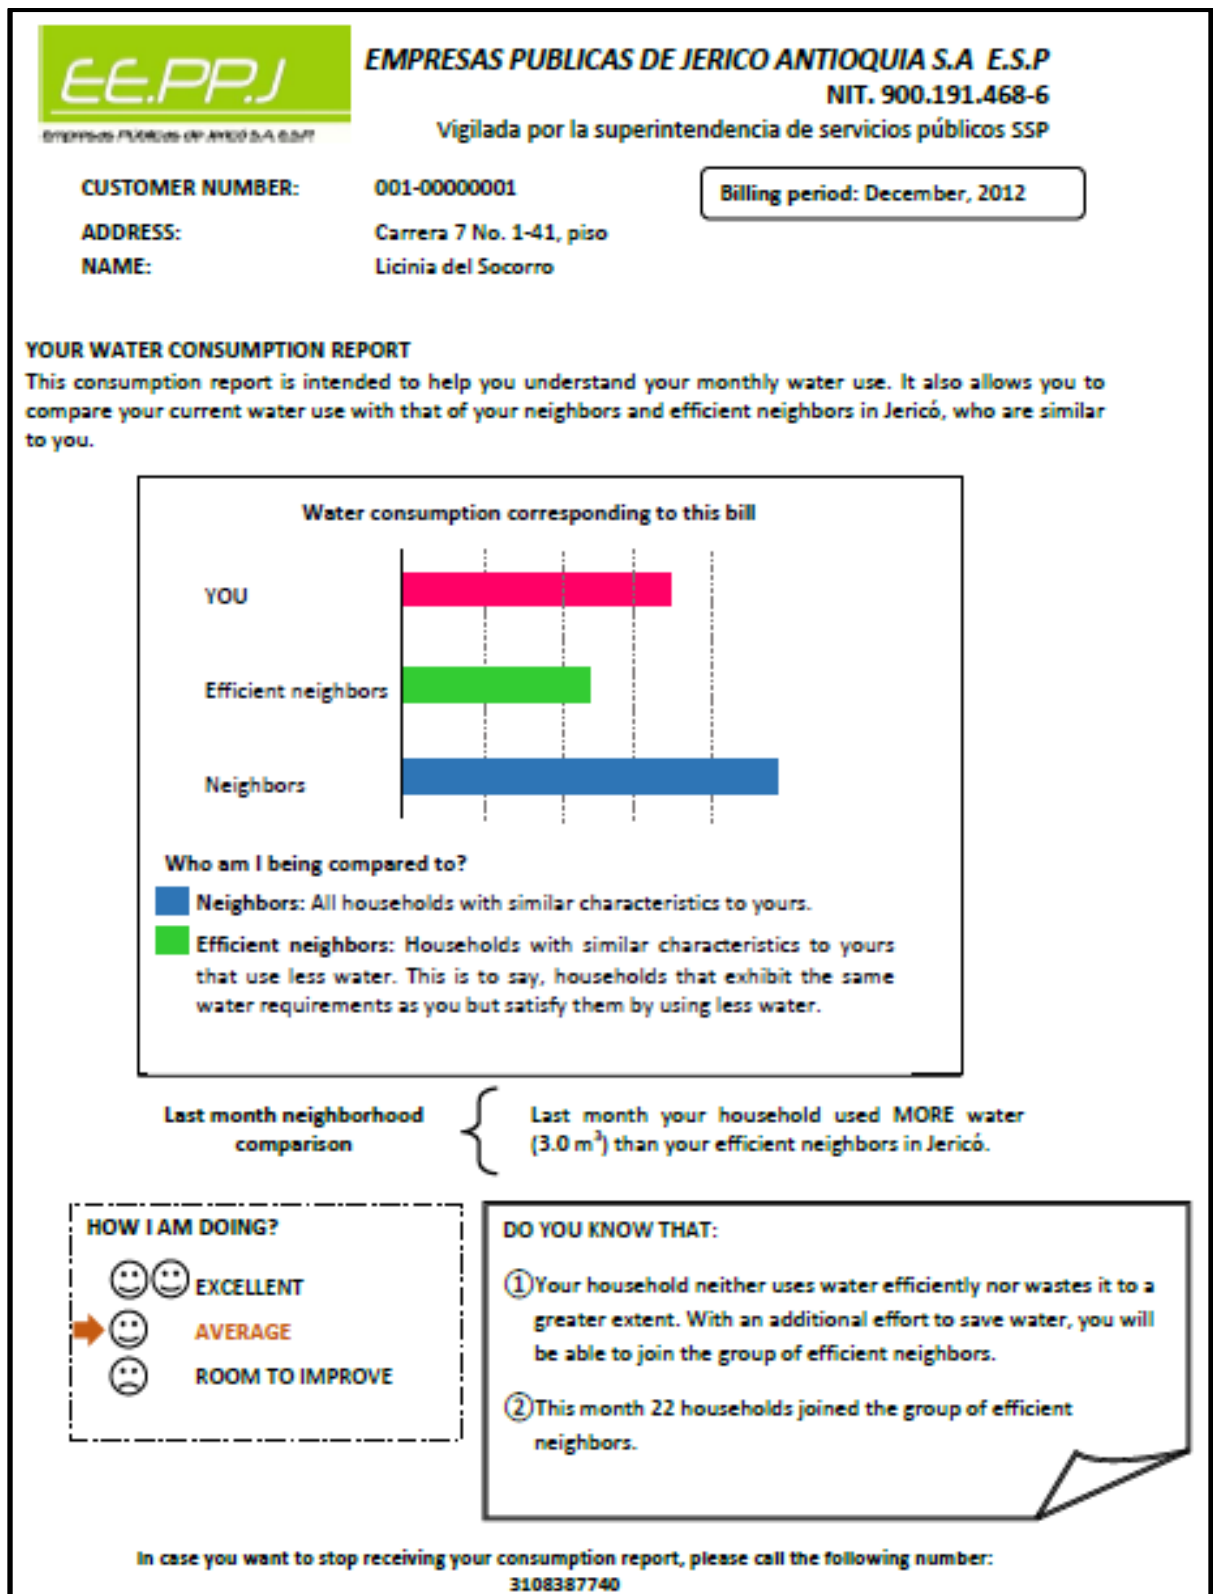 EE.PP.J
Empresas Públicas de Jericó S.A. E.S.P.
EMPRESAS PUBLICAS DE JERICO ANTIOQUIA S.A E.S.P
NIT. 900.191.468-6
Vigilada por la superintendencia de servicios públicos SSP
CUSTOMER NUMBER: 001-00000001
Billing period: December, 2012
ADDRESS: Carrera 7 No. 1-41, piso
NAME: Licinia del Socorro
YOUR WATER CONSUMPTION REPORT
This consumption report is intended to help you understand your monthly water use. It also allows you to
compare your current water use with that of your neighbors and efficient neighbors in Jericó, who are similar
to you.
Water consumption corresponding to this bill
YOU
Efficient neighbors
Neighbors
Who am I being compared to?
Neighbors: All households with similar characteristics to yours.
Efficient neighbors: Households with similar characteristics to yours
that use less water. This is to say, households that exhibit the same
water requirements as you but satisfy them by using less water.
Last month neighborhood
comparison
Last month your household used MORE water
(3.0 m³) than your efficient neighbors in Jericó.
HOW I AM DOING?
EXCELLENT
AVERAGE
ROOM TO IMPROVE
DO YOU KNOW THAT:
① Your household neither uses water efficiently nor wastes it to a
greater extent. With an additional effort to save water, you will
be able to join the group of efficient neighbors.
② This month 22 households joined the group of efficient
neighbors.
In case you want to stop receiving your consumption report, please call the following number:
3108387740